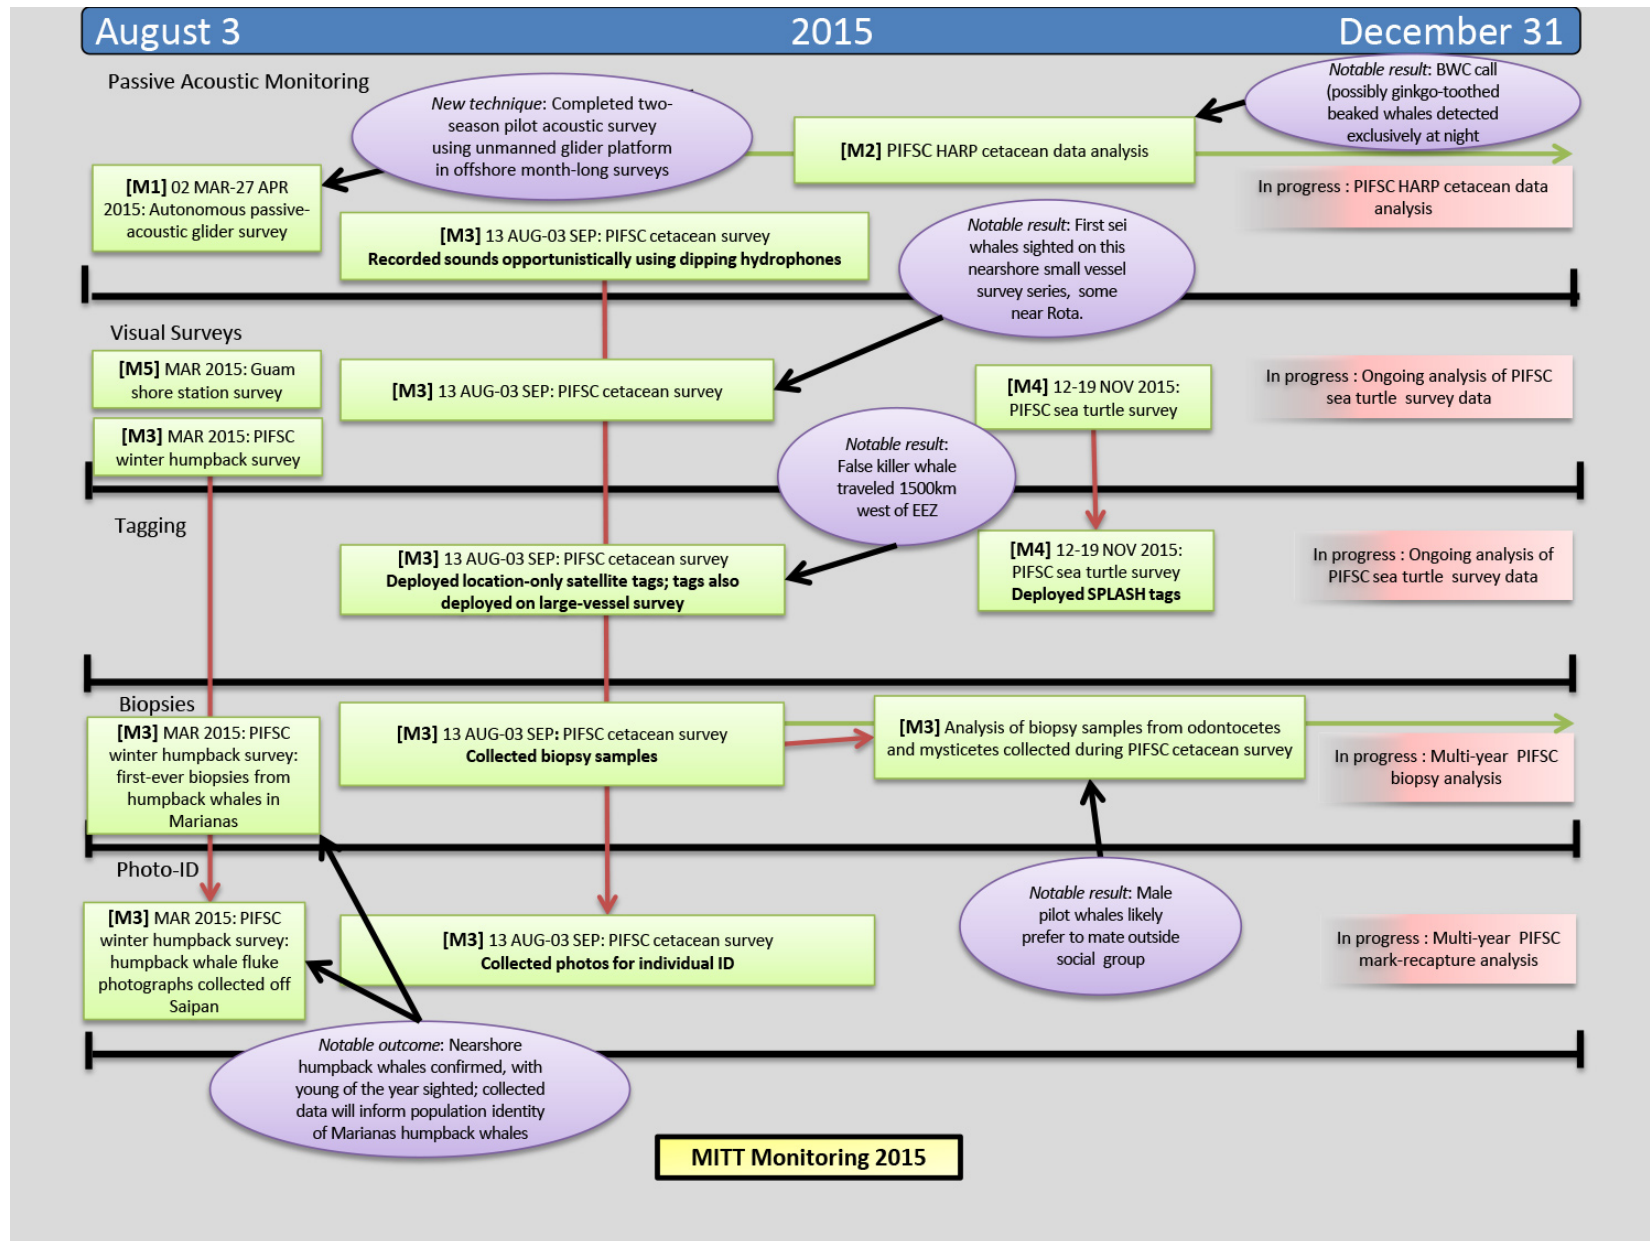 August 3 2015 December 31
Passive Acoustic Monitoring
New technique: Completed two-
season pilot acoustic survey
using unmanned glider platform
in offshore month-long surveys
Notable result: BWC call
(possibly ginkgo-toothed
beaked whales detected
exclusively at night
[M2] PIFSC HARP cetacean data analysis
[M1] 02 MAR-27 APR
2015: Autonomous passive-
acoustic glider survey
In progress : PIFSC HARP cetacean data
analysis
[M3] 13 AUG-03 SEP: PIFSC cetacean survey
Recorded sounds opportunistically using dipping hydrophones
Notable result: First sei
whales sighted on this
nearshore small vessel
survey series, some
near Rota.
Visual Surveys
[M5] MAR 2015: Guam
shore station survey
[M3] 13 AUG-03 SEP: PIFSC cetacean survey
[M4] 12-19 NOV 2015:
PIFSC sea turtle survey
In progress : Ongoing analysis of PIFSC
sea turtle survey data
[M3] MAR 2015: PIFSC
winter humpback survey
Notable result:
False killer whale
traveled 1500km
west of EEZ
Tagging
[M3] 13 AUG-03 SEP: PIFSC cetacean survey
Deployed location-only satellite tags; tags also
deployed on large-vessel survey
[M4] 12-19 NOV 2015:
PIFSC sea turtle survey
Deployed SPLASH tags
In progress : Ongoing analysis of
PIFSC sea turtle survey data
Biopsies
[M3] MAR 2015: PIFSC
winter humpback survey:
first-ever biopsies from
humpback whales in
Marianas
[M3] 13 AUG-03 SEP: PIFSC cetacean survey
Collected biopsy samples
[M3] Analysis of biopsy samples from odontocetes
and mysticetes collected during PIFSC cetacean survey
In progress : Multi-year PIFSC
biopsy analysis
Photo-ID
[M3] MAR 2015: PIFSC
winter humpback survey:
humpback whale fluke
photographs collected off
Saipan
[M3] 13 AUG-03 SEP: PIFSC cetacean survey
Collected photos for individual ID
Notable result: Male
pilot whales likely
prefer to mate outside
social group
In progress : Multi-year PIFSC
mark-recapture analysis
Notable outcome: Nearshore
humpback whales confirmed, with
young of the year sighted; collected
data will inform population identity
of Marianas humpback whales
MITT Monitoring 2015